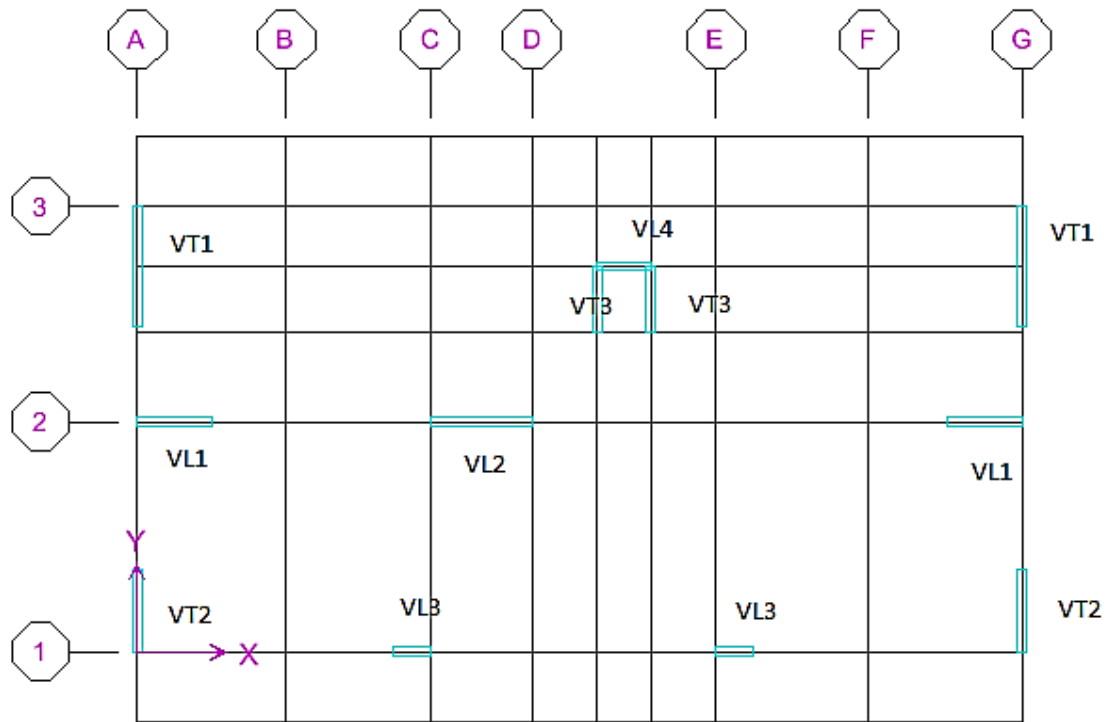 A B C D E F G
3
VT1 VL4 VT1
VT3 VT3
2
VL1 VL2 VL1
Y
VT2 VL3 VL3 VT2
1 X